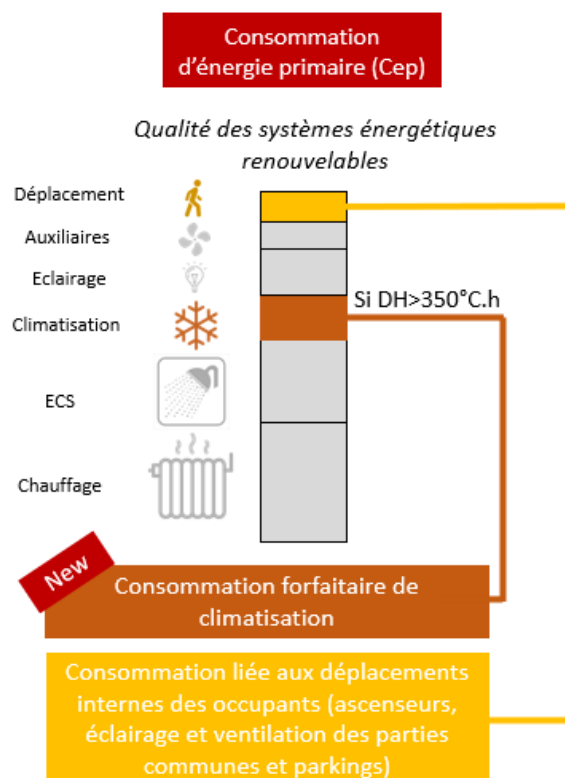 Consommation
d'énergie primaire (Cep)
Qualité des systèmes énergétiques
renouvelables
Déplacement
Auxiliaires
Eclairage
Si DH>350°C.h
Climatisation
ECS
Chauffage
New
Consommation forfaitaire de
climatisation
Consommation liée aux déplacements
internes des occupants (ascenseurs,
éclairage et ventilation des parties
communes et parkings)